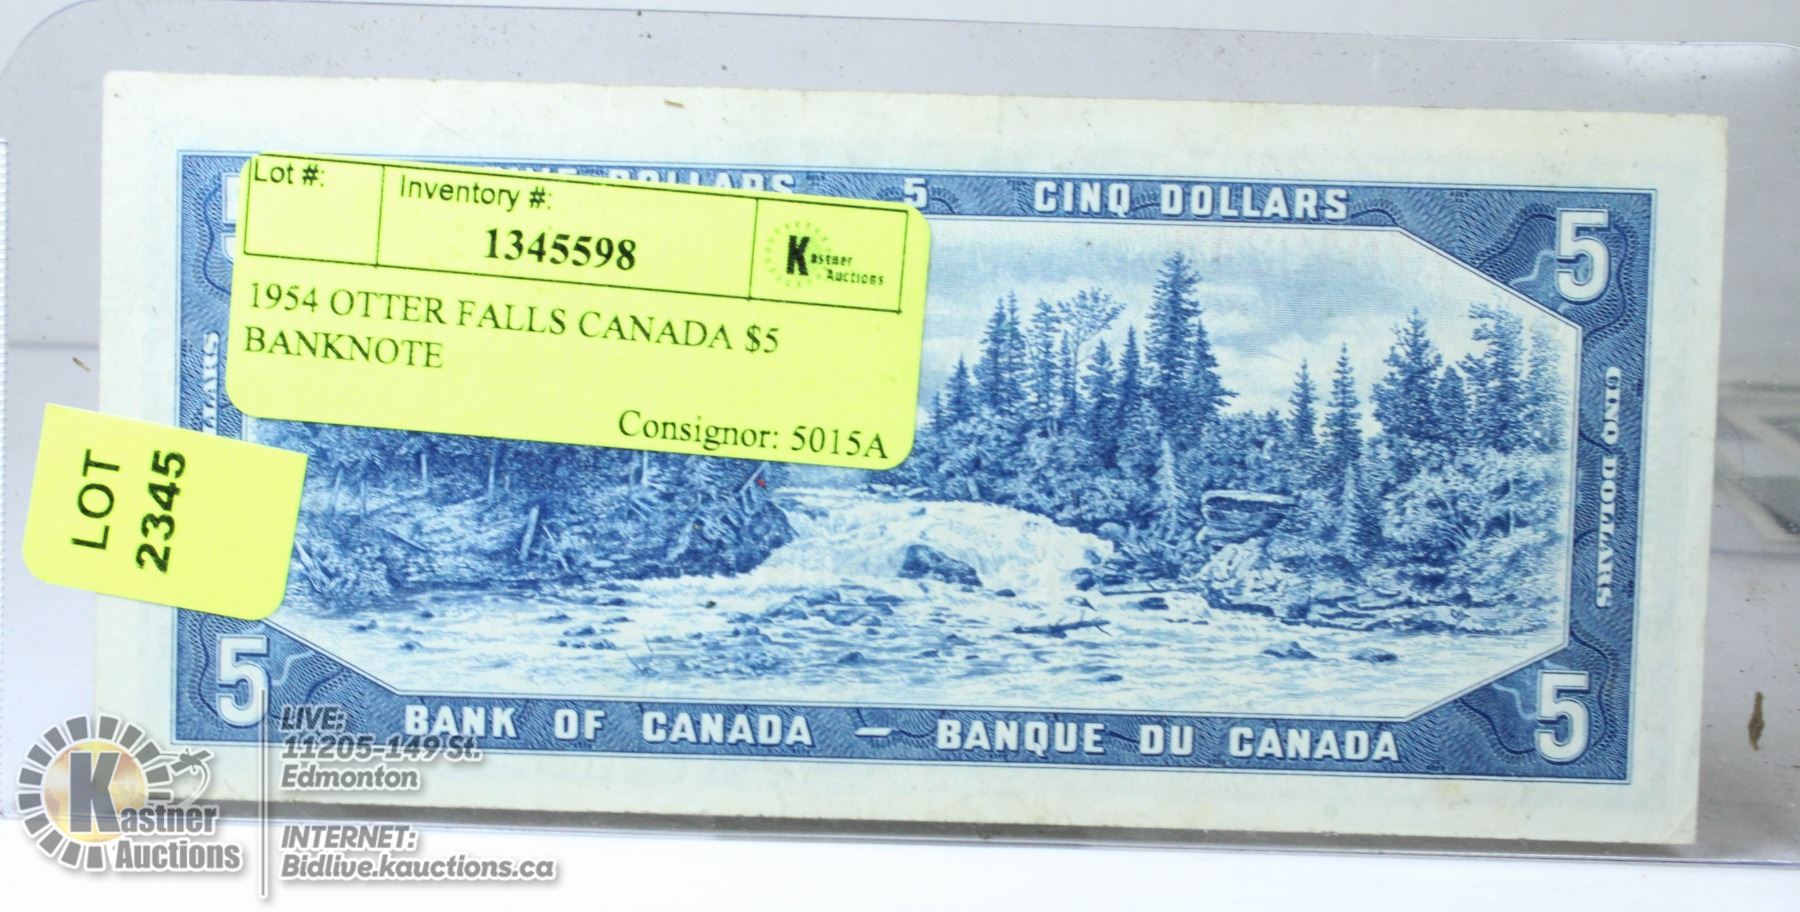 Lot #:
Inventory #:
1345598
Kastner
Auctions
1954 OTTER FALLS CANADA $5
BANKNOTE
Consignor: 5015A
LOT
2345
DOLLARS 5 CINQ DOLLARS
5
CINQ DOLLARS
5
5
BANK OF CANADA — BANQUE DU CANADA
Kastner
Auctions
LIVE:
11205-149 St.
Edmonton
INTERNET:
Bidlive.kauctions.ca